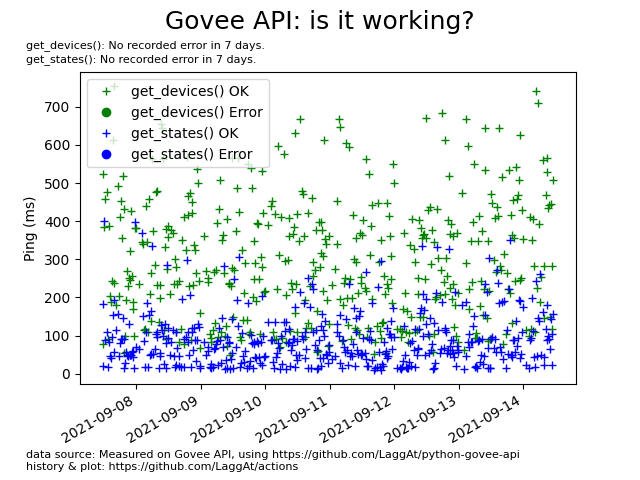 Govee API: is it working?
get_devices(): No recorded error in 7 days.
get_states(): No recorded error in 7 days.
get_devices() OK
get_devices() Error
get_states() OK
get_states() Error
Ping (ms)
700
600
500
400
300
200
100
0
2021-09-08
2021-09-09
2021-09-10
2021-09-11
2021-09-12
2021-09-13
2021-09-14
data source: Measured on Govee API, using https://github.com/LaggAt/python-govee-api
history & plot: https://github.com/LaggAt/actions